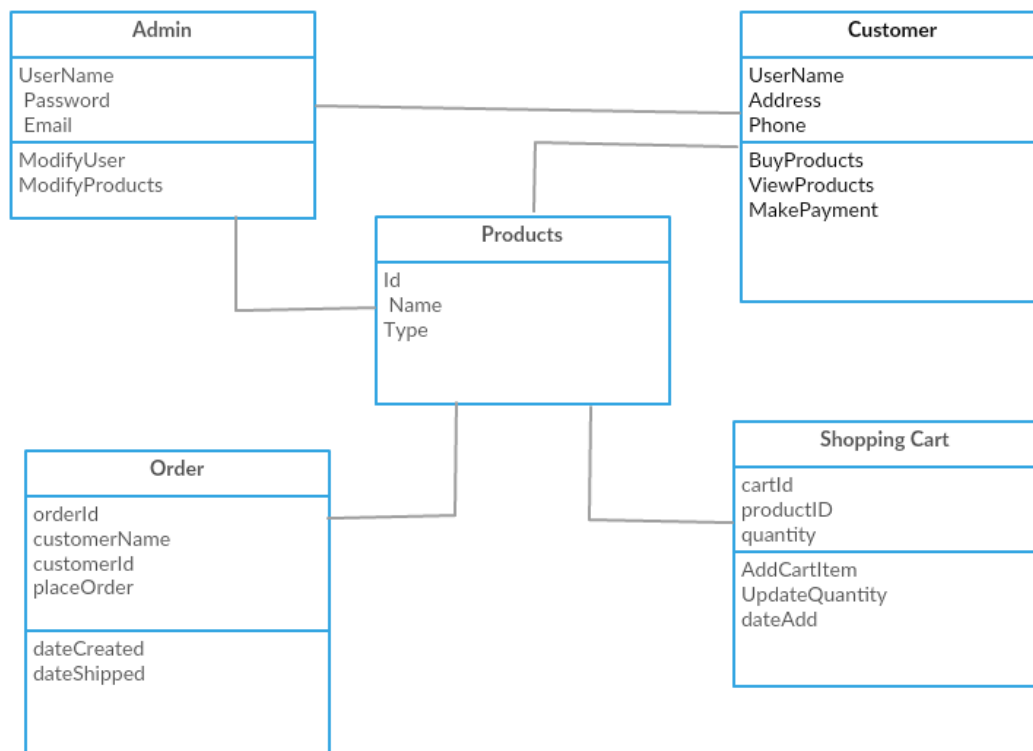 Admin
UserName
Password
Email
ModifyUser
ModifyProducts
Customer
UserName
Address
Phone
BuyProducts
ViewProducts
MakePayment
Products
Id
Name
Type
Order
orderId
customerName
customerId
placeOrder
dateCreated
dateShipped
Shopping Cart
cartId
productID
quantity
AddCartItem
UpdateQuantity
dateAdd